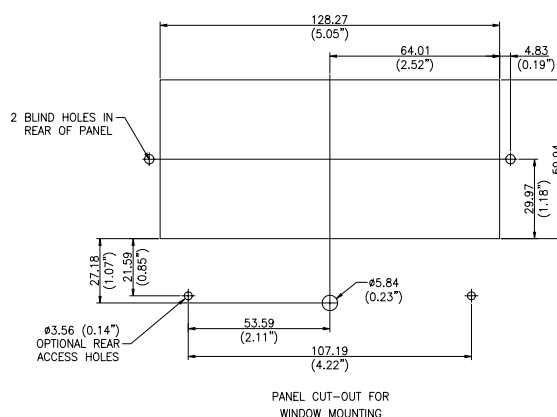 128.27
(5.05")
64.01
(2.52")
4.83
(0.19")
2 BLIND HOLES IN
REAR OF PANEL
29.97
(1.18")
59.94
27.18
(1.07")
21.59
(0.85")
ø5.84
(0.23")
ø3.56 (0.14")
OPTIONAL REAR
ACCESS HOLES
53.59
(2.11")
107.19
(4.22")
PANEL CUT-OUT FOR
WINDOW MOUNTING